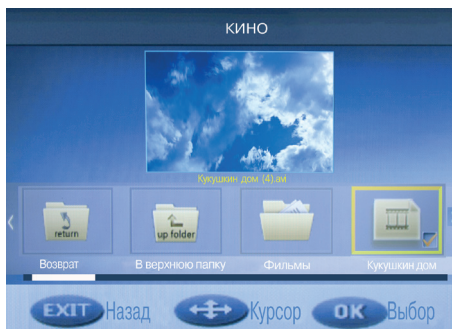 КИНО
Кукушкин дом (4).avi
return
up folder
Возврат В верхнюю папку Фильмы Кукушкин дом
EXIT Назад Курсор OK Выбор